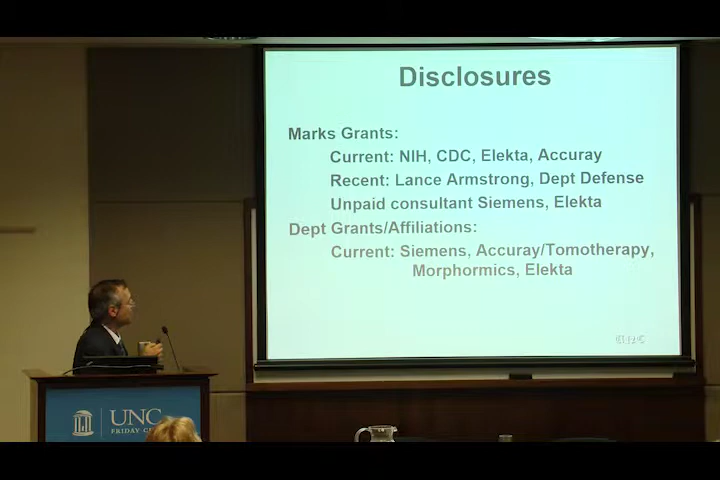 Disclosures
Marks Grants:
Current: NIH, CDC, Elekta, Accuray
Recent: Lance Armstrong, Dept Defense
Unpaid consultant Siemens, Elekta
Dept Grants/Affiliations:
Current: Siemens, Accuray/Tomotherapy,
Morphormics, Elekta
UNC
FRIDAY